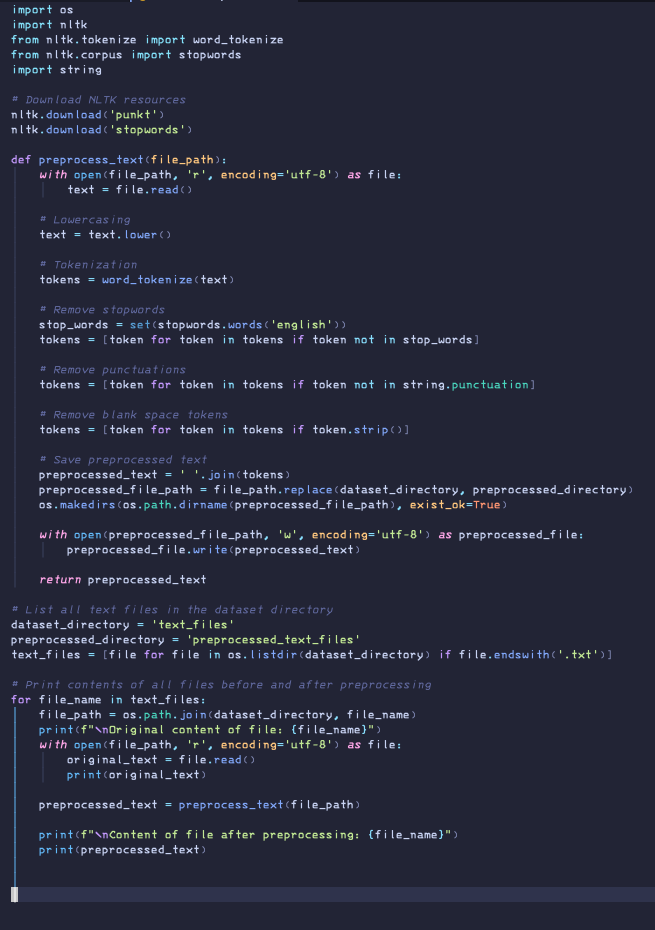 import os
import nltk
from nltk.tokenize import word_tokenize
from nltk.corpus import stopwords
import string

# Download NLTK resources
nltk.download('punkt')
nltk.download('stopwords')

def preprocess_text(file_path):
    with open(file_path, 'r', encoding='utf-8') as file:
        text = file.read()

    # Lowercasing
    text = text.lower()

    # Tokenization
    tokens = word_tokenize(text)

    # Remove stopwords
    stop_words = set(stopwords.words('english'))
    tokens = [token for token in tokens if token not in stop_words]

    # Remove punctuations
    tokens = [token for token in tokens if token not in string.punctuation]

    # Remove blank space tokens
    tokens = [token for token in tokens if token.strip()]

    # Save preprocessed text
    preprocessed_text = ' '.join(tokens)
    preprocessed_file_path = file_path.replace(dataset_directory, preprocessed_directory)
    os.makedirs(os.path.dirname(preprocessed_file_path), exist_ok=True)

    with open(preprocessed_file_path, 'w', encoding='utf-8') as preprocessed_file:
        preprocessed_file.write(preprocessed_text)

    return preprocessed_text

# List all text files in the dataset directory
dataset_directory = 'text_files'
preprocessed_directory = 'preprocessed_text_files'
text_files = [file for file in os.listdir(dataset_directory) if file.endswith('.txt')]

# Print contents of all files before and after preprocessing
for file_name in text_files:
    file_path = os.path.join(dataset_directory, file_name)
    print(f"\nOriginal content of file: {file_name}")
    with open(file_path, 'r', encoding='utf-8') as file:
        original_text = file.read()
        print(original_text)

    preprocessed_text = preprocess_text(file_path)

    print(f"\nContent of file after preprocessing: {file_name}")
    print(preprocessed_text)